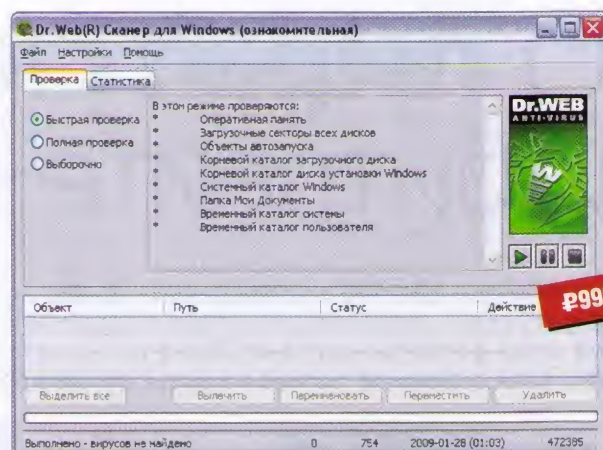 Dr.Web(R) Сканер для Windows (ознакомительная)
Файл Настройки Помощь
Проверка Статистика
Быстрая проверка
Полная проверка
Выборочно
В этом режиме проверяются:
* Оперативная память
* Загрузочные секторы всех дисков
* Объекты автозапуска
* Корневой каталог загрузочного диска
* Корневой каталог диска установки Windows
* Системный каталог Windows
* Папка Мои Документы
* Временный каталог системы
* Временный каталог пользователя
Dr.WEB
ANTI-VIRUS
Объект Путь Статус Действие
₽99
Выделить все Вылечить Переименовать Переместить Удалить
Выполнено - вирусов не найдено 0 754 2009-01-28 (01:03) 472385